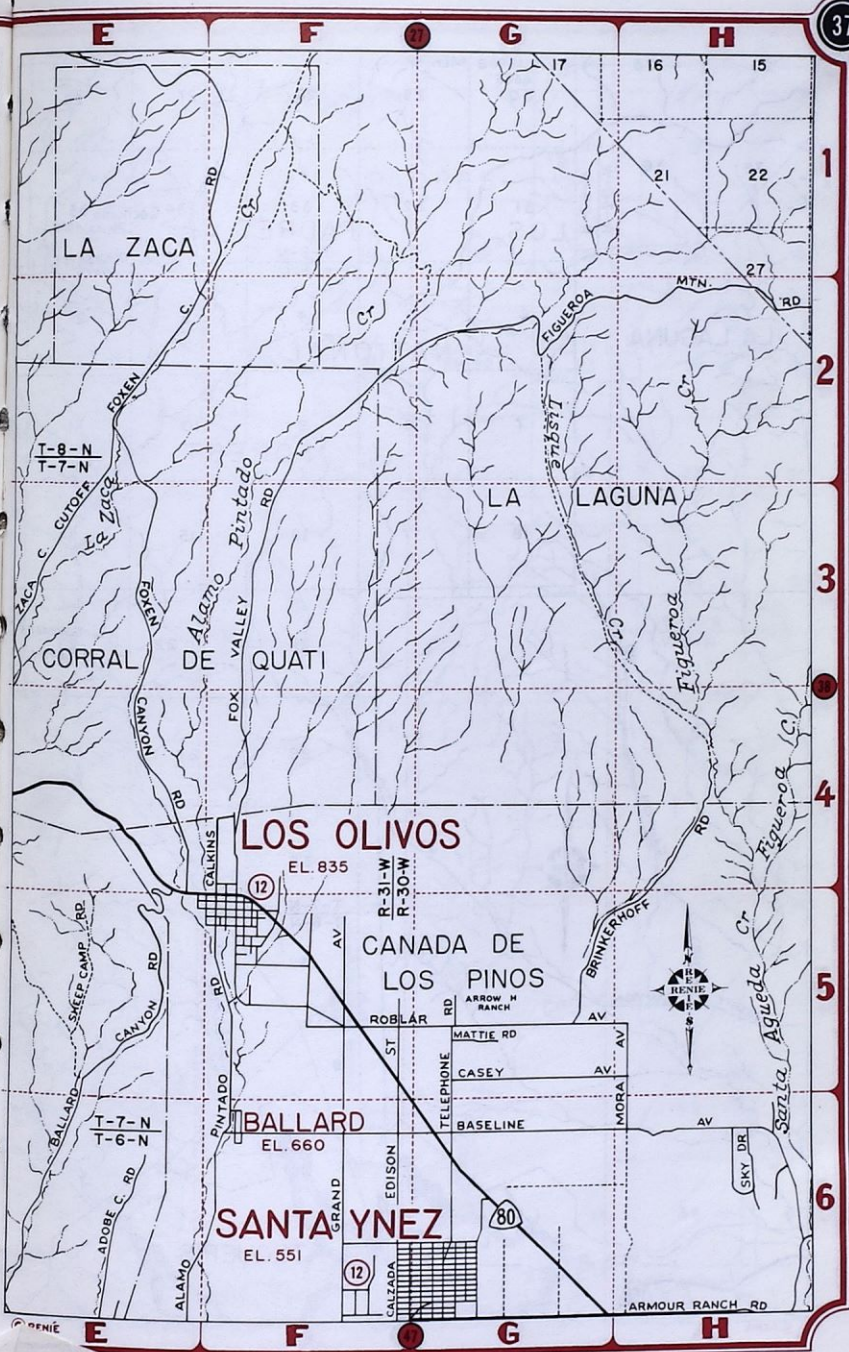 37
E
F
27
G
H
17
16
15
1
21
22
RD
Cr
LA ZACA
27
C.
Cr
FIGUEROA
MTN.
RD
2
FOXEN
Cr
Tisque
T-8-N
T-7-N
CUTOFF
C.
ZACA
La Zaca
Pintado
RD
LA LAGUNA
3
FOXEN
Alamo
VALLEY
FOX
Cr.
Figueroa
CORRAL DE QUATI
38
CANYON
RD
(C.)
Figueroa
4
LOS OLIVOS
EL. 835
CALKINS
12
R-31-W
R-30-W
RD
BRINKERHOFF
CANADA DE
LOS PINOS
AV
SHEEP CAMP RD
RD
CANYON
BALLARD
RD
ARROW H
RANCH
RENIE
Cr
Agueda
Santa
5
ROBLAR
AV
ST
RD
MATTIE RD
AV
CASEY
AV
TELEPHONE
MORA
T-7-N
T-6-N
PINTADO
BALLARD
EL. 660
BASELINE
AV
SKY DR
6
ADOBE C. RD
GRAND
EDISON
SANTA YNEZ
EL. 551
80
12
CALZADA
ALAMO
ARMOUR RANCH RD
© RENIE
E
F
47
G
H